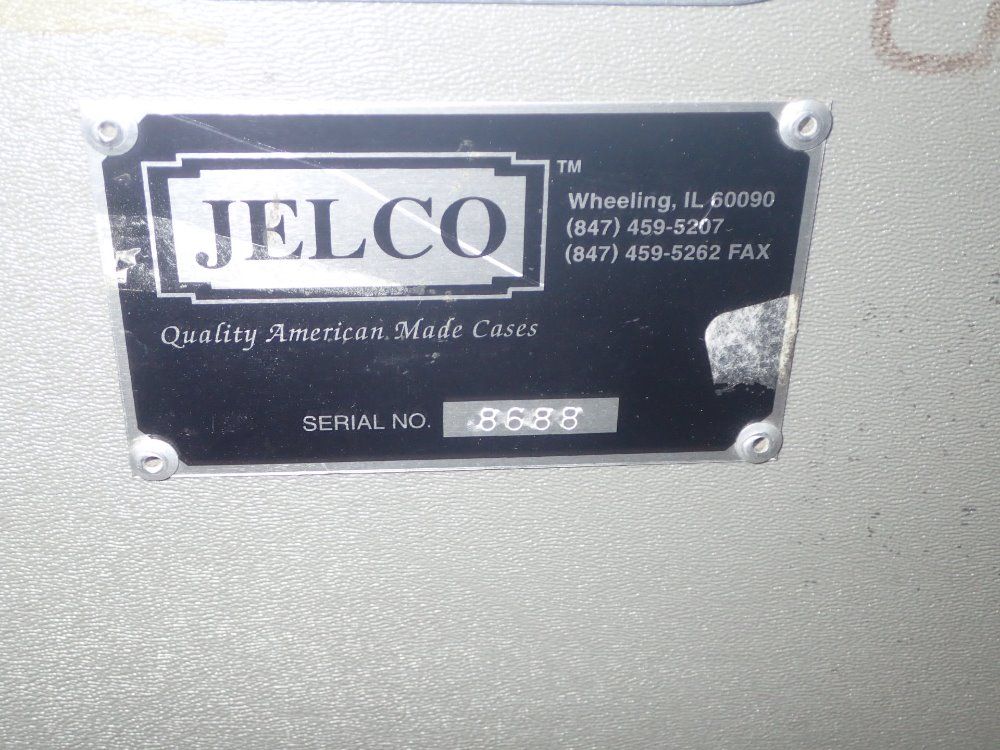 JELCO
TM
Wheeling, IL 60090
(847) 459-5207
(847) 459-5262 FAX
Quality American Made Cases
SERIAL NO. 8688